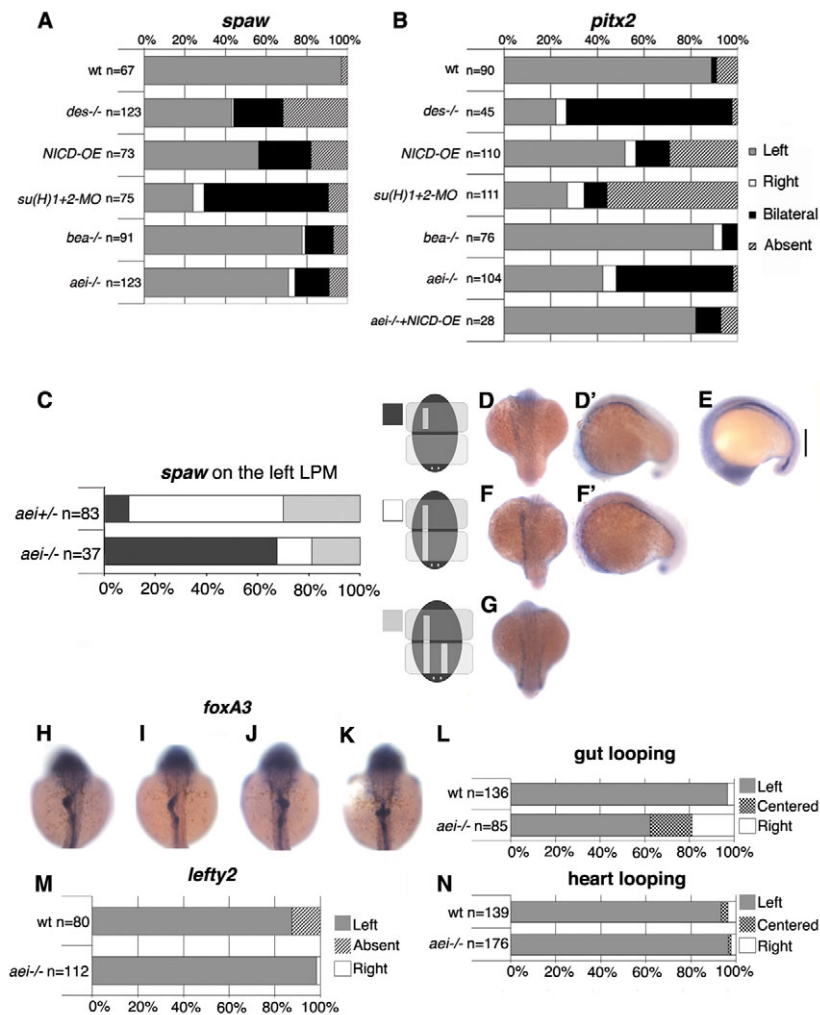 A
spaw
0% 20% 40% 60% 80% 100%
wt n=67
des-/- n=123
NICD-OE n=73
su(H)1+2-MO n=75
bea-/- n=91
aei-/- n=123
B
pitx2
0% 20% 40% 60% 80% 100%
wt n=90
des-/- n=45
NICD-OE n=110
su(H)1+2-MO n=111
bea-/- n=76
aei-/- n=104
aei-/-+NICD-OE n=28
Left
Right
Bilateral
Absent
C
spaw on the left LPM
aei+/- n=83
aei-/- n=37
0% 20% 40% 60% 80% 100%
D
D'
E
F
F'
G
foxA3
H
I
J
K
L
gut looping
wt n=136
aei-/- n=85
0% 20% 40% 60% 80% 100%
Left
Centered
Right
M
lefty2
wt n=80
aei-/- n=112
0% 20% 40% 60% 80% 100%
Left
Absent
Right
N
heart looping
wt n=139
aei-/- n=176
0% 20% 40% 60% 80% 100%
Left
Centered
Right